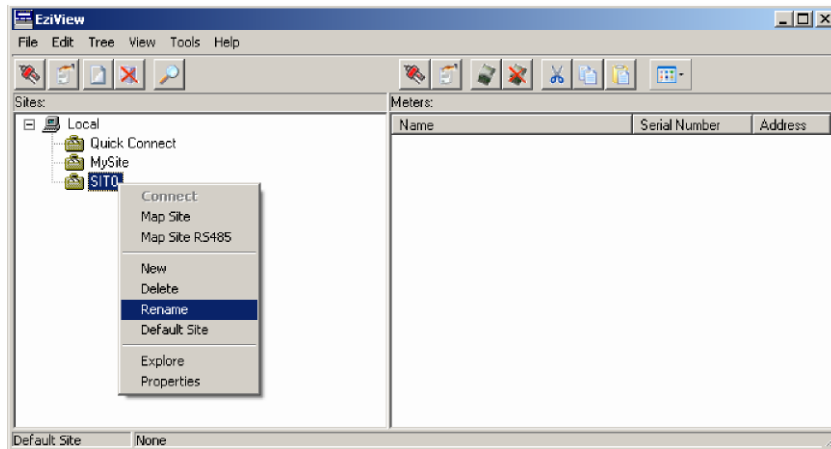 EziView
File Edit Tree View Tools Help
Sites:
Meters:
Local
Quick Connect
MySite
SIT0
Name Serial Number Address
Connect
Map Site
Map Site RS485
New
Delete
Rename
Default Site
Explore
Properties
Default Site None